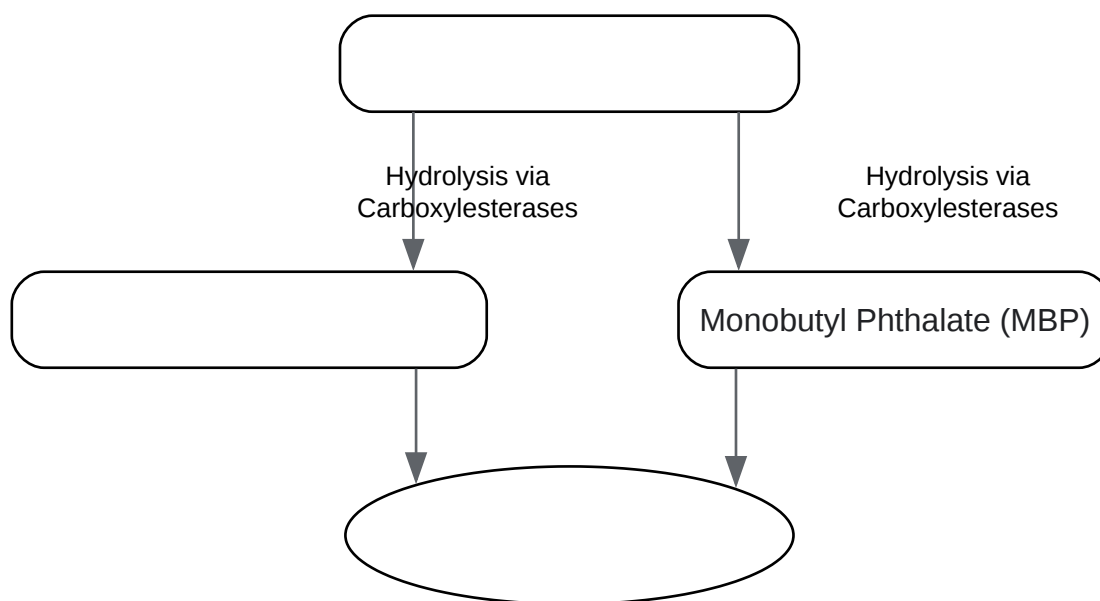 Hydrolysis via
Carboxylesterases
Hydrolysis via
Carboxylesterases
Monobutyl Phthalate (MBP)